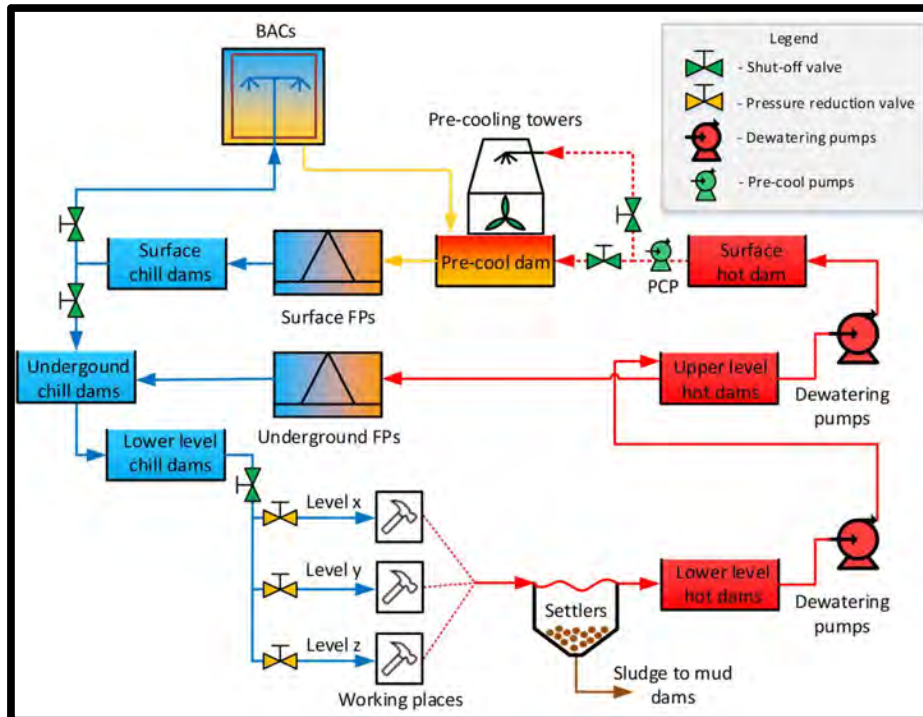 BACs
Legend
- Shut-off valve
- Pressure reduction valve
- Dewatering pumps
- Pre-cool pumps
Pre-cooling towers
Surface
chill dams
Surface FPs
Pre-cool dam
PCP
Surface
hot dam
Undergound
chill dams
Underground FPs
Upper level
hot dams
Dewatering
pumps
Lower level
chill dams
Level x
Level y
Level z
Working places
Settlers
Sludge to mud
dams
Lower level
hot dams
Dewatering
pumps